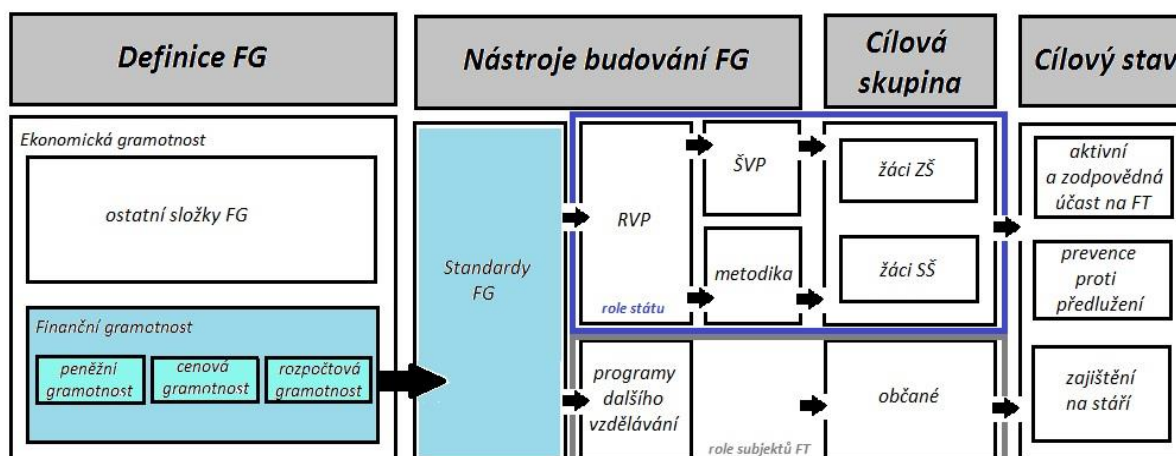 Definice FG
Nástroje budování FG
Cílová
skupina
Cílový stav
Ekonomická gramotnost
ostatní složky FG
Finanční gramotnost
peněžní
gramotnost
cenová
gramotnost
rozpočtová
gramotnost
Standardy
FG
RVP
role státu
ŠVP
metodika
žáci ZŠ
žáci SŠ
programy
dalšího
vzdělávání
role subjektů FT
občané
aktivní
a zodpovědná
účast na FT
prevence
proti
předlužení
zajištění
na stáří